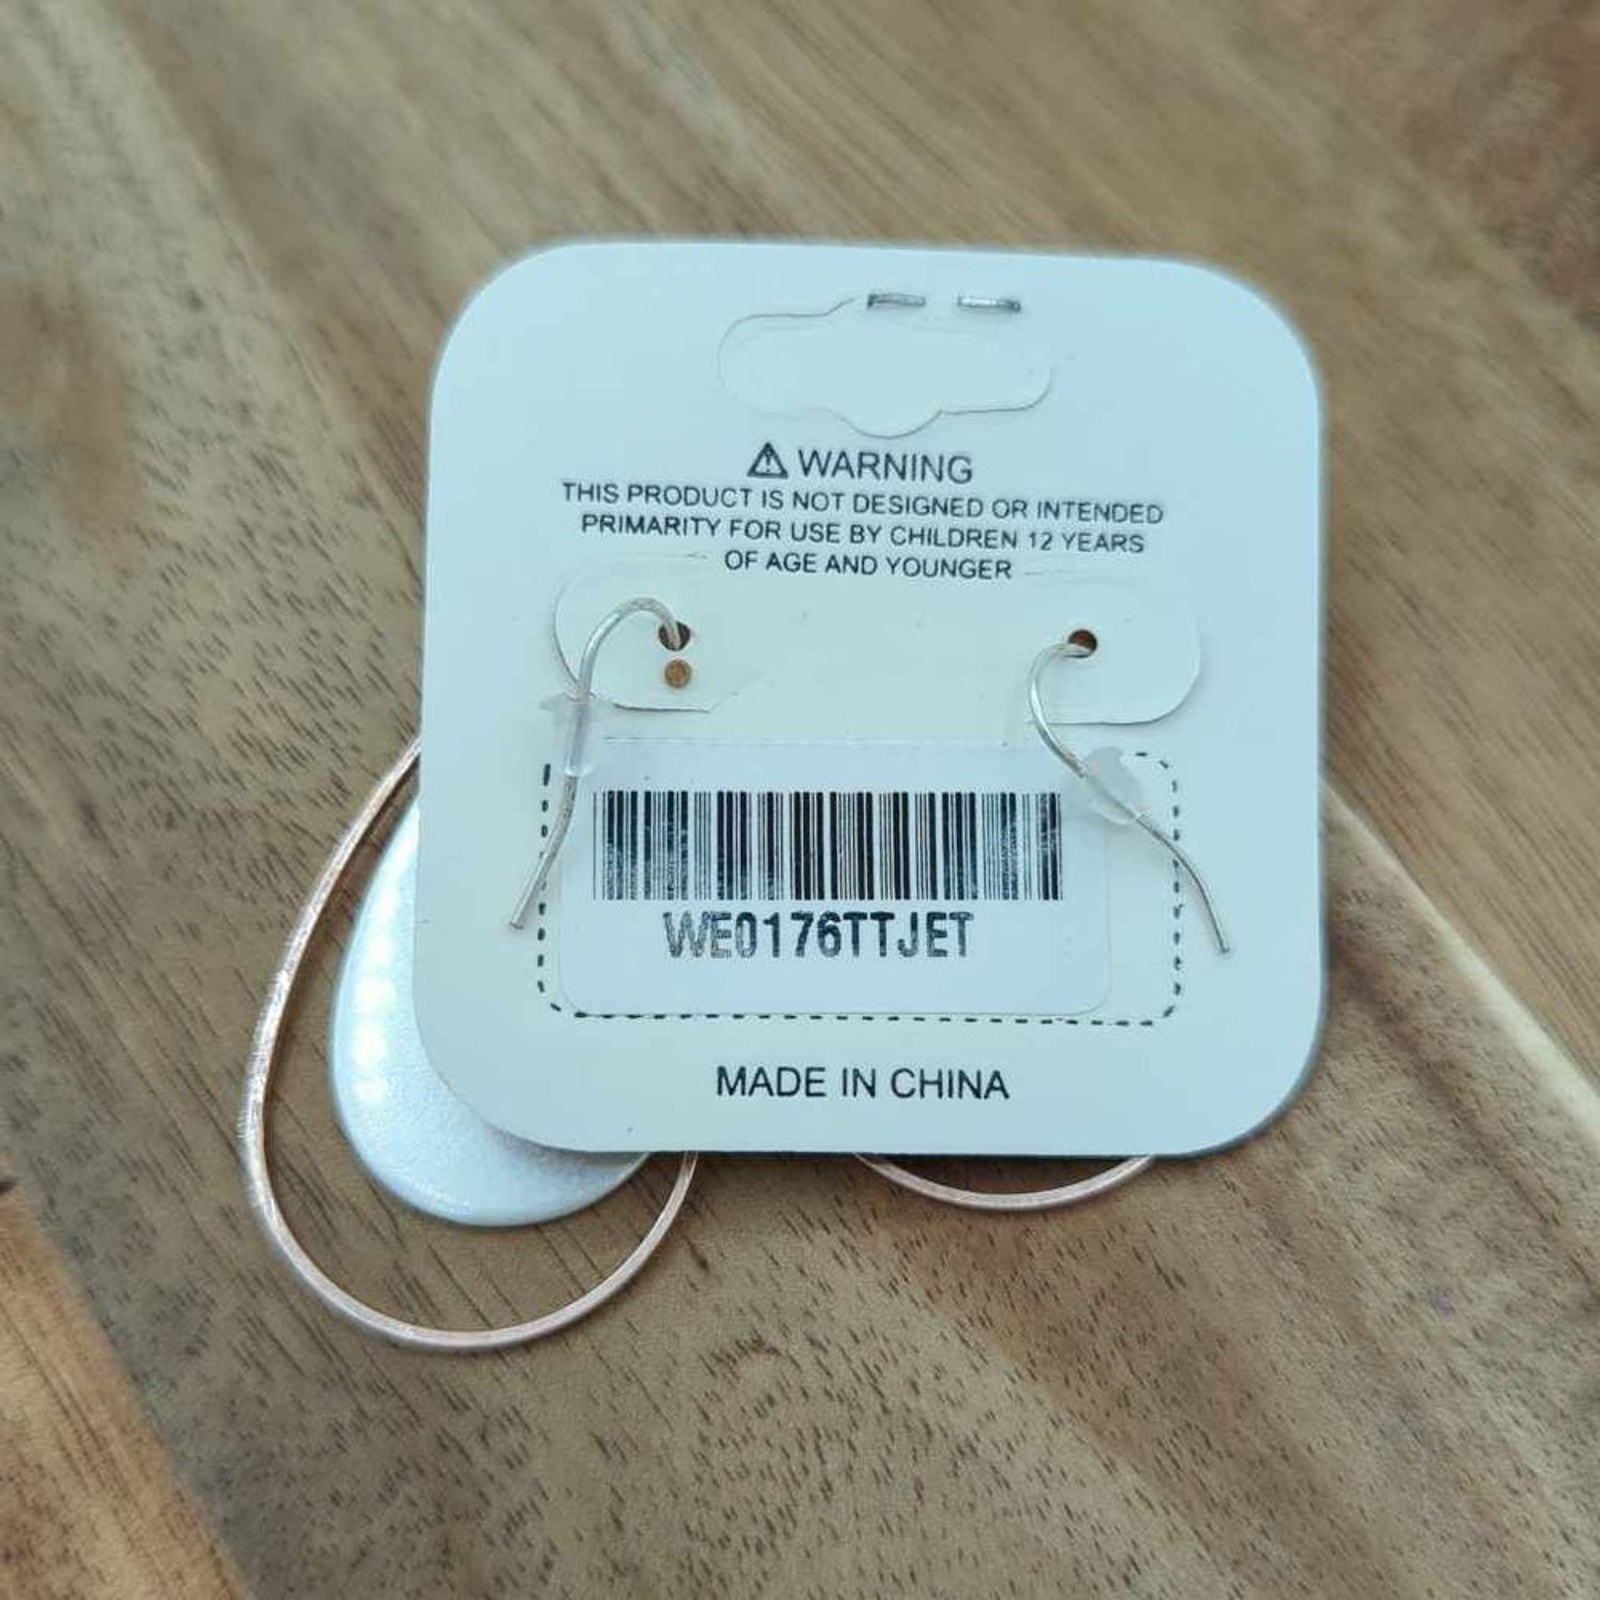 ⚠ WARNING
THIS PRODUCT IS NOT DESIGNED OR INTENDED
PRIMARITY FOR USE BY CHILDREN 12 YEARS
OF AGE AND YOUNGER
WE0176TTJET
MADE IN CHINA